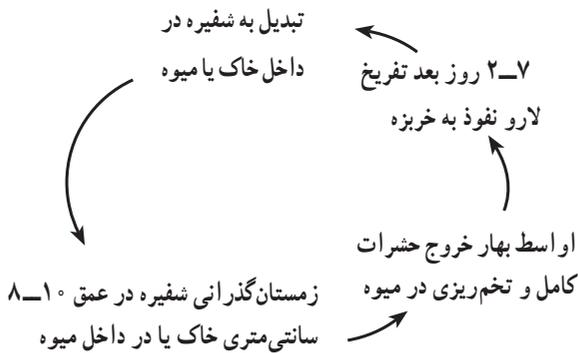 تبدیل به شفیره در
داخل خاک یا میوه
۷ــ۲ روز بعد تفریخ
لارو نفوذ به خربزه
اواسط بهار خروج حشرات
کامل و تخم‌ریزی در میوه
زمستان‌گذرانی شفیره در عمق ۱۰ــ۸
سانتی‌متری خاک یا در داخل میوه